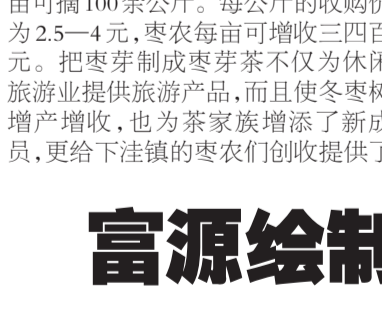 亩可摘100余公斤。每公斤的收购价
为2.5—4元,枣农每亩可增收三四百
元。把枣芽制成枣芽茶不仅为休闲
旅游业提供旅游产品,而且使冬枣树
增产增收,也为茶家族增添了新成
员,更给下洼镇的枣农们创收提供了
富源绘制